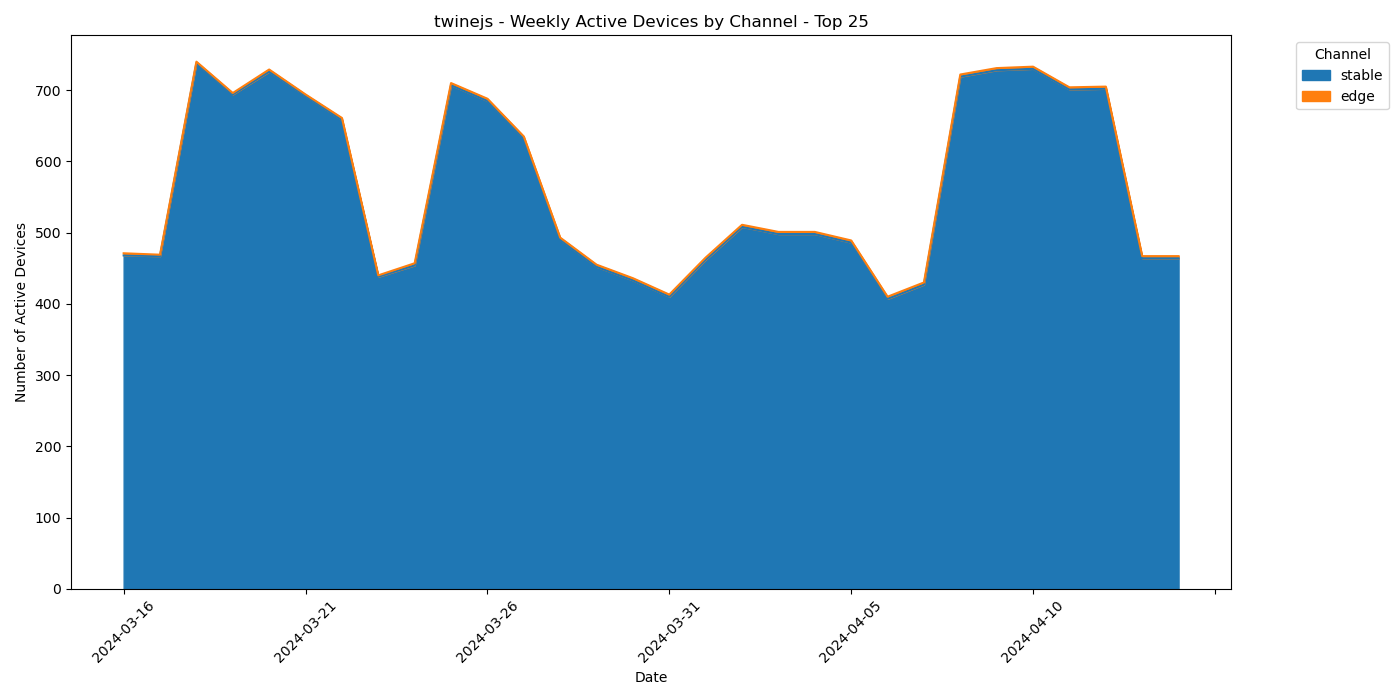 twinejs - Weekly Active Devices by Channel - Top 25
Channel
stable
edge
Number of Active Devices
700
600
500
400
300
200
100
0
2024-03-16
2024-03-21
2024-03-26
2024-03-31
2024-04-05
2024-04-10
Date